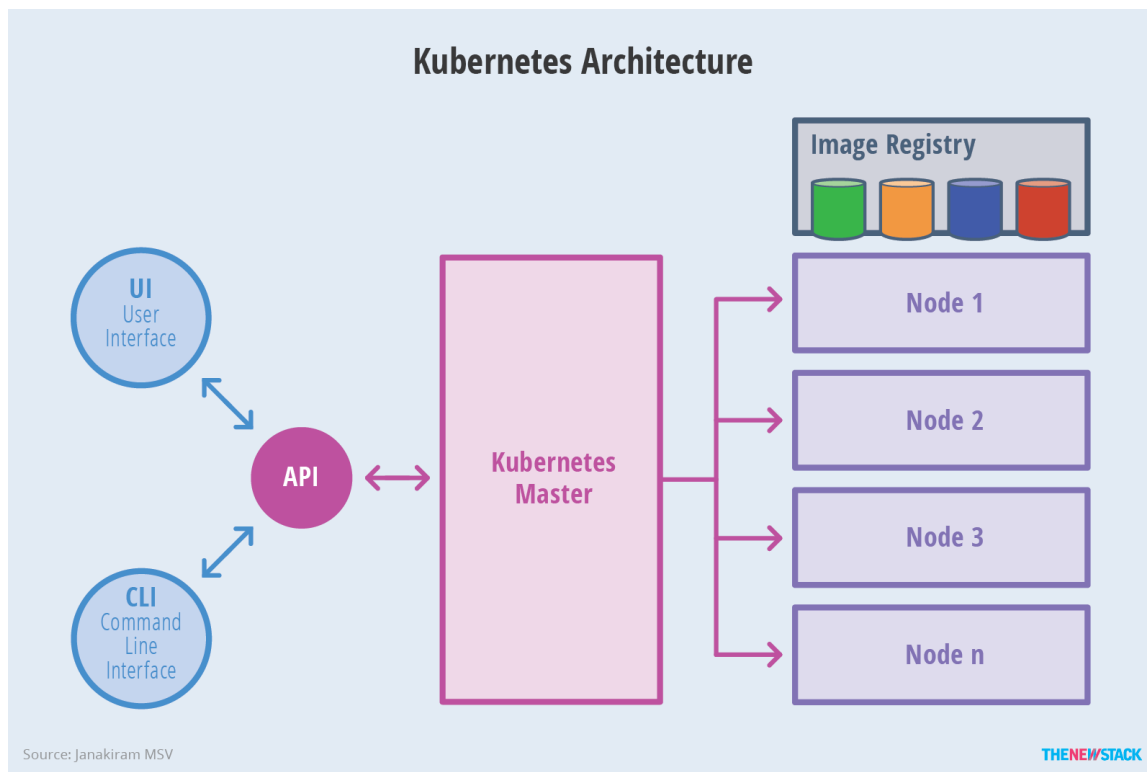 Kubernetes Architecture
Image Registry
UI
User
Interface
API
CLI
Command
Line
Interface
Kubernetes
Master
Node 1
Node 2
Node 3
Node n
Source: Janakiram MSV
THENEWSTACK